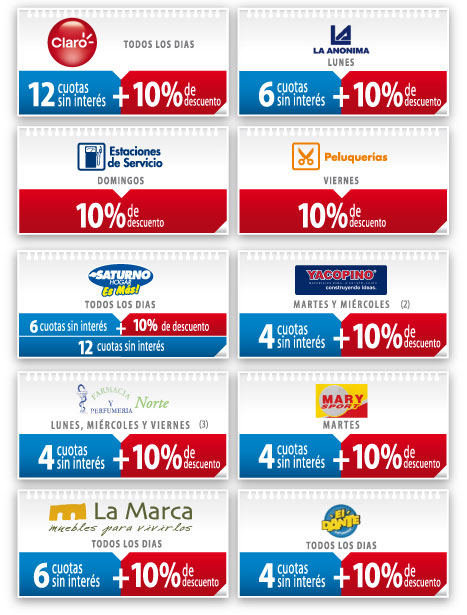 Claro
TODOS LOS DIAS
12 cuotas sin interés + 10% de descuento
LA ANONIMA
LUNES
6 cuotas sin interés + 10% de descuento
Estaciones
de Servicio
DOMINGOS
10% de descuento
Peluquerías
VIERNES
10% de descuento
SATURNO
HOGAR
Es Más!
TODOS LOS DIAS
6 cuotas sin interés + 10% de descuento
12 cuotas sin interés
YACOPINO
construyendo ideas.
MARTES Y MIÉRCOLES (2)
4 cuotas sin interés + 10% de descuento
FARMACIA
Y
PERFUMERIA Norte
LUNES, MIÉRCOLES Y VIERNES (3)
4 cuotas sin interés + 10% de descuento
MARY
SPORT
MARTES
4 cuotas sin interés + 10% de descuento
La Marca
muebles para vivirlos
TODOS LOS DIAS
6 cuotas sin interés + 10% de descuento
El
DANTE
TODOS LOS DIAS
4 cuotas sin interés + 10% de descuento